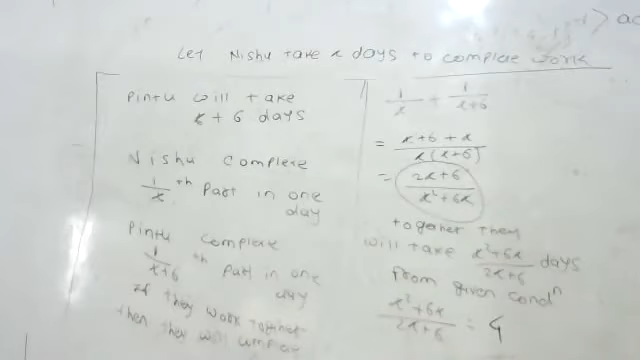 Let Nishu take x days to complete work
Pintu will take
x + 6 days
Nishu complete
1/x th Part in one
day
Pintu complete
1/x+6 th Part in one
day
if they work together
then they will complete
1/x + 1/x+6
= x+6+x / x(x+6)
= 2x+6 / x²+6x
together they
will take x²+6x / 2x+6 days
From given condⁿ
x²+6x / 2x+6 = 4